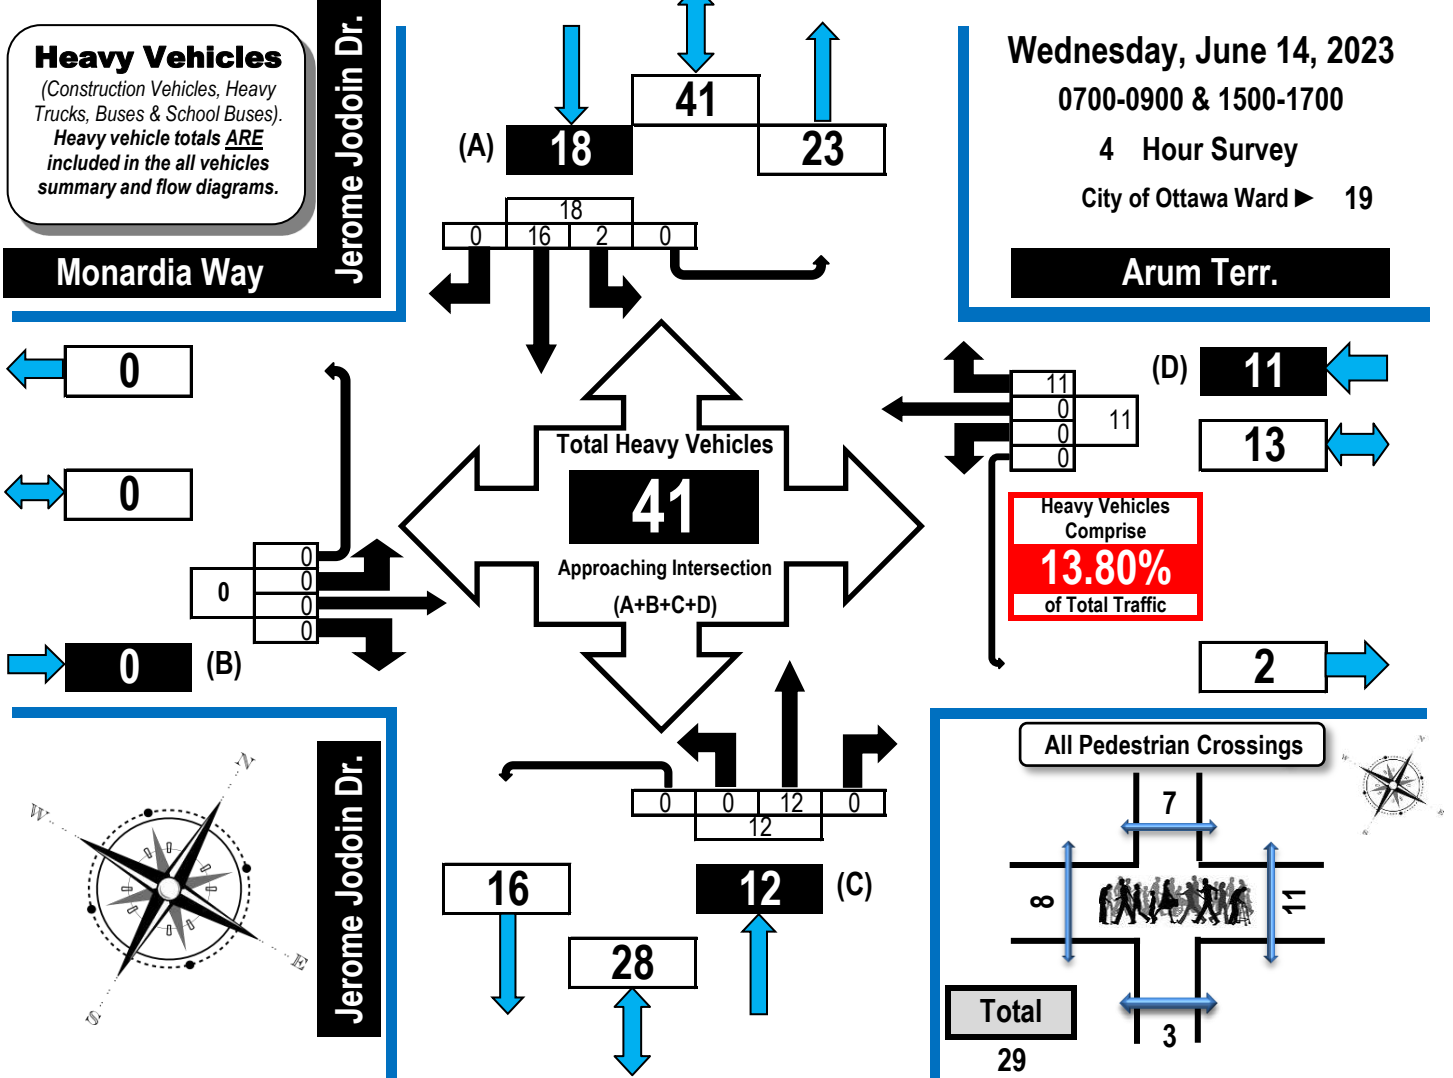 Heavy Vehicles
(Construction Vehicles, Heavy
Trucks, Buses & School Buses).
Heavy vehicle totals ARE
included in the all vehicles
summary and flow diagrams.
Jerome Jodoin Dr.
Monardia Way
41
(A) 18
23
18
0 16 2 0
Wednesday, June 14, 2023
0700-0900 & 1500-1700
4 Hour Survey
City of Ottawa Ward ► 19
Arum Terr.
0
0
0
0
0
0
0
0 (B)
Total Heavy Vehicles
41
Approaching Intersection
(A+B+C+D)
(D) 11
11
0
0
0
11
13
Heavy Vehicles
Comprise
13.80%
of Total Traffic
2
N
W
E
S
Jerome Jodoin Dr.
0 0 12 0
12
16
12 (C)
28
All Pedestrian Crossings
N
W
E
S
7
8
11
3
Total
29